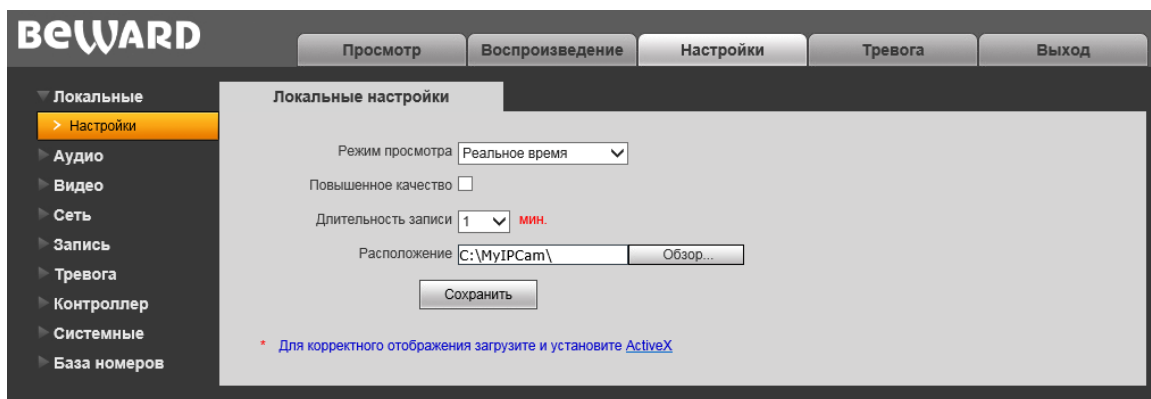 BEWARD
Просмотр Воспроизведение Настройки Тревога Выход
Локальные
> Настройки
Аудио
Видео
Сеть
Запись
Тревога
Контроллер
Системные
База номеров
Локальные настройки
Режим просмотра Реальное время
Повышенное качество
Длительность записи 1 мин.
Расположение C:\MyIPCam\ Обзор...
Сохранить
* Для корректного отображения загрузите и установите ActiveX